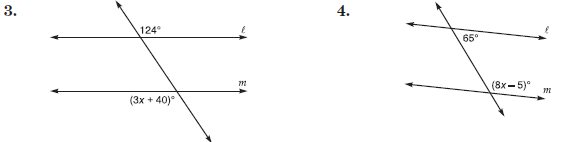 3.
124°
ℓ
m
(3x + 40)°
4.
ℓ
65°
(8x – 5)°
m